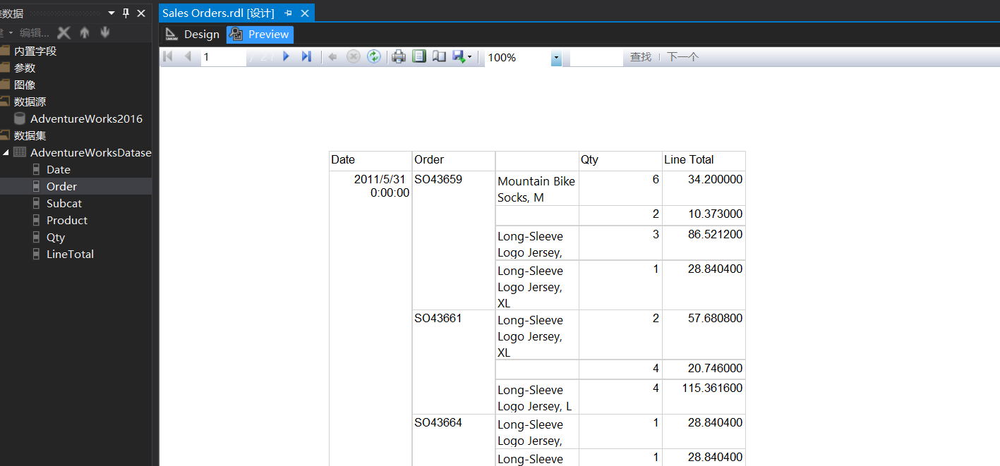 数据
Sales Orders.rdl [设计]
编辑...
Design
Preview
内置字段
参数
图像
数据源
AdventureWorks2016
数据集
AdventureWorksDatase
Date
Order
Subcat
Product
Qty
LineTotal
1
100%
查找 | 下一个
Date Order Qty Line Total
2011/5/31 SO43659 Mountain Bike 6 34.200000
0:00:00 Socks, M
2 10.373000
Long-Sleeve 3 86.521200
Logo Jersey,
Long-Sleeve 1 28.840400
Logo Jersey,
XL
SO43661 Long-Sleeve 2 57.680800
Logo Jersey,
XL
4 20.746000
Long-Sleeve 4 115.361600
Logo Jersey, L
SO43664 Long-Sleeve 1 28.840400
Logo Jersey,
Long-Sleeve 1 28.840400